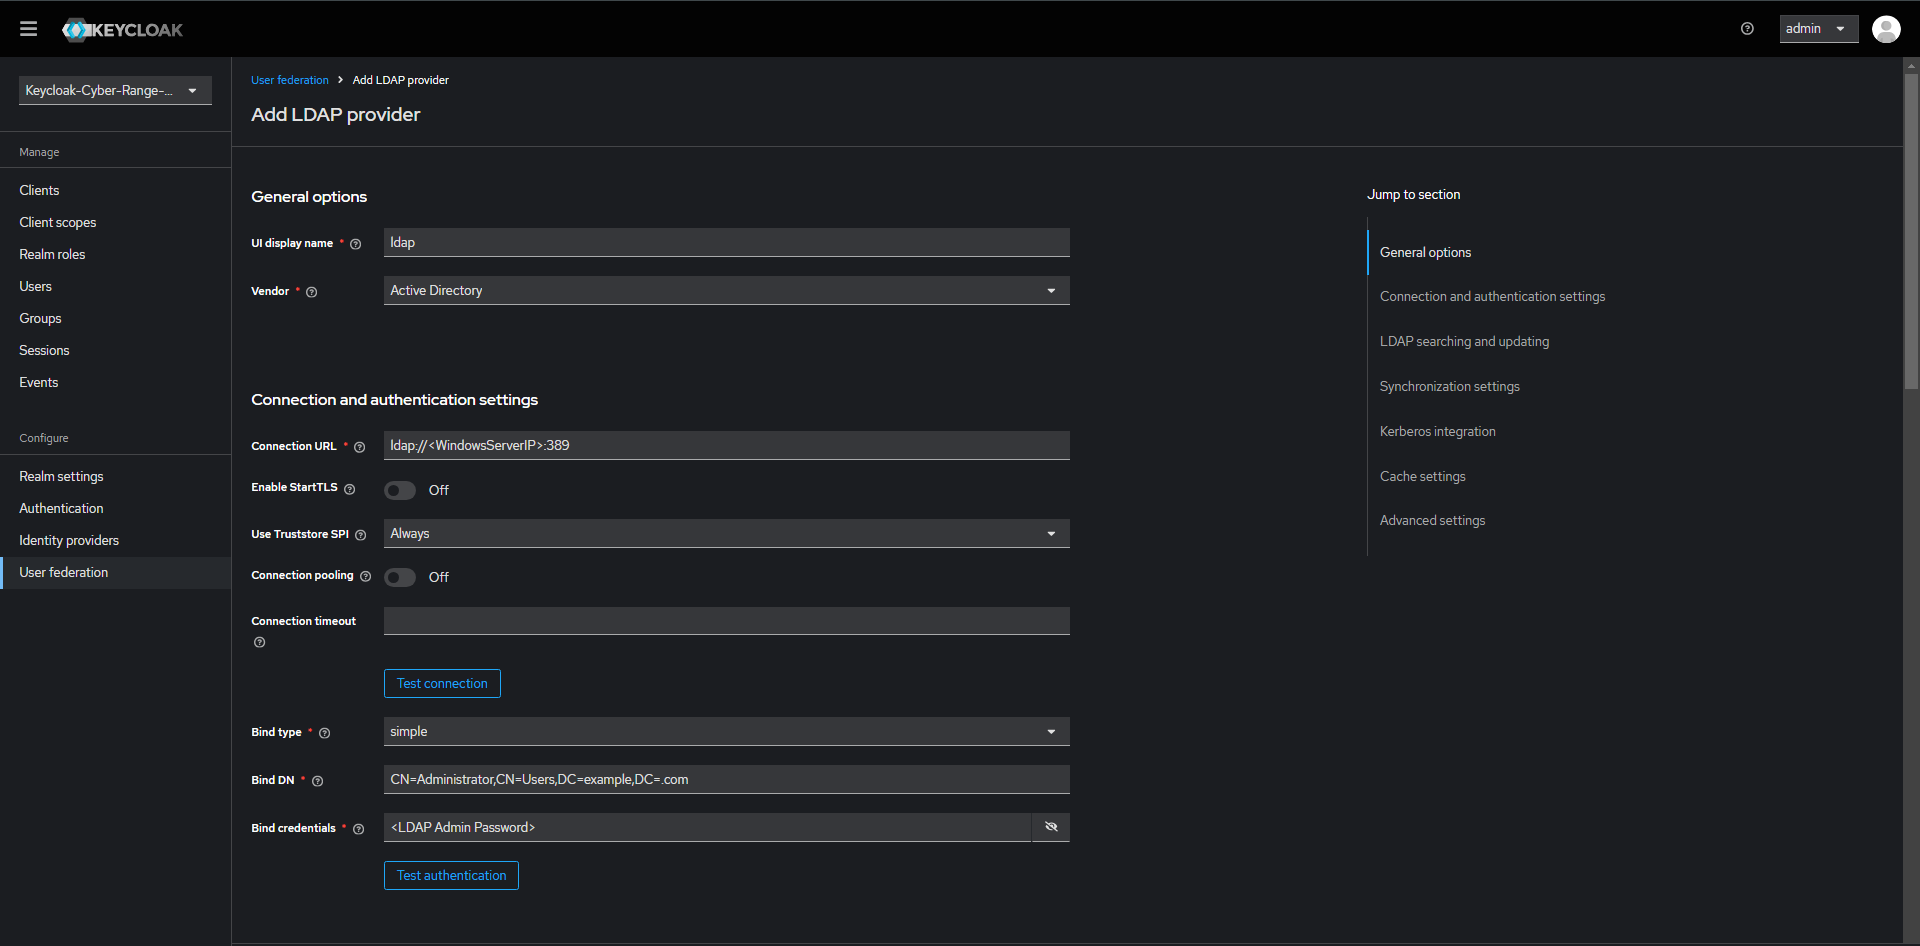 KEYCLOAK
admin
Keycloak-Cyber-Range-...
Manage
Clients
Client scopes
Realm roles
Users
Groups
Sessions
Events
Configure
Realm settings
Authentication
Identity providers
User federation
User federation > Add LDAP provider
Add LDAP provider
General options
UI display name * ldap
Vendor * Active Directory
Connection and authentication settings
Connection URL * ldap://<WindowsServerIP>:389
Enable StartTLS Off
Use Truststore SPI Always
Connection pooling Off
Connection timeout
Test connection
Bind type * simple
Bind DN * CN=Administrator,CN=Users,DC=example,DC=.com
Bind credentials * <LDAP Admin Password>
Test authentication
Jump to section
General options
Connection and authentication settings
LDAP searching and updating
Synchronization settings
Kerberos integration
Cache settings
Advanced settings